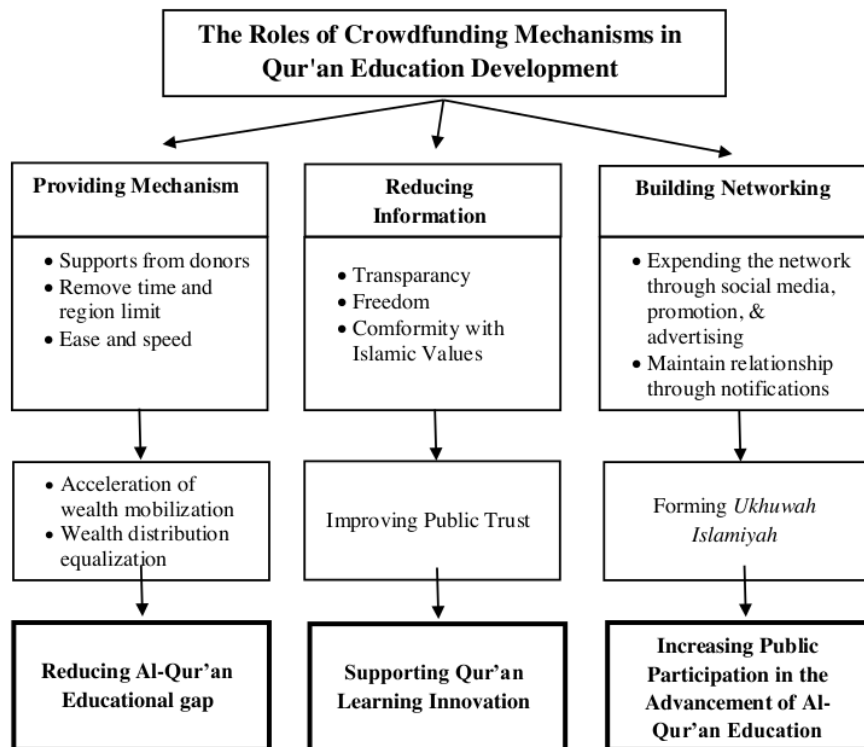 The Roles of Crowdfunding Mechanisms in
Qur'an Education Development
Providing Mechanism
• Supports from donors
• Remove time and
region limit
• Ease and speed
• Acceleration of
wealth mobilization
• Wealth distribution
equalization
Reducing Al-Qur’an
Educational gap
Reducing
Information
• Transparancy
• Freedom
• Comformity with
Islamic Values
Improving Public Trust
Supporting Qur’an
Learning Innovation
Building Networking
• Expending the network
through social media,
promotion, &
advertising
• Maintain relationship
through notifications
Forming Ukhuwah
Islamiyah
Increasing Public
Participation in the
Advancement of Al-
Qur’an Education